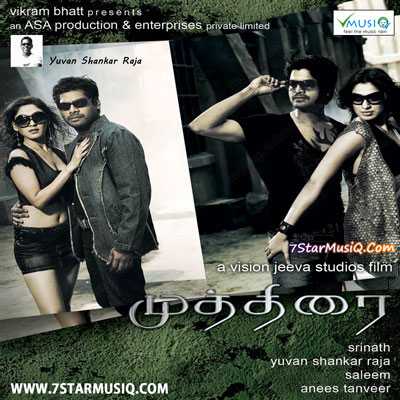 vikram bhatt presents
an ASA production & enterprises private limited
VMUSIQ
feel the music rain
Yuvan Shankar Raja
7StarMusiQ.Com
a vision jeeva studios film
முத்திரை
srinath
yuvan shankar raja
saleem
anees tanveer
WWW.7STARMUSIQ.COM